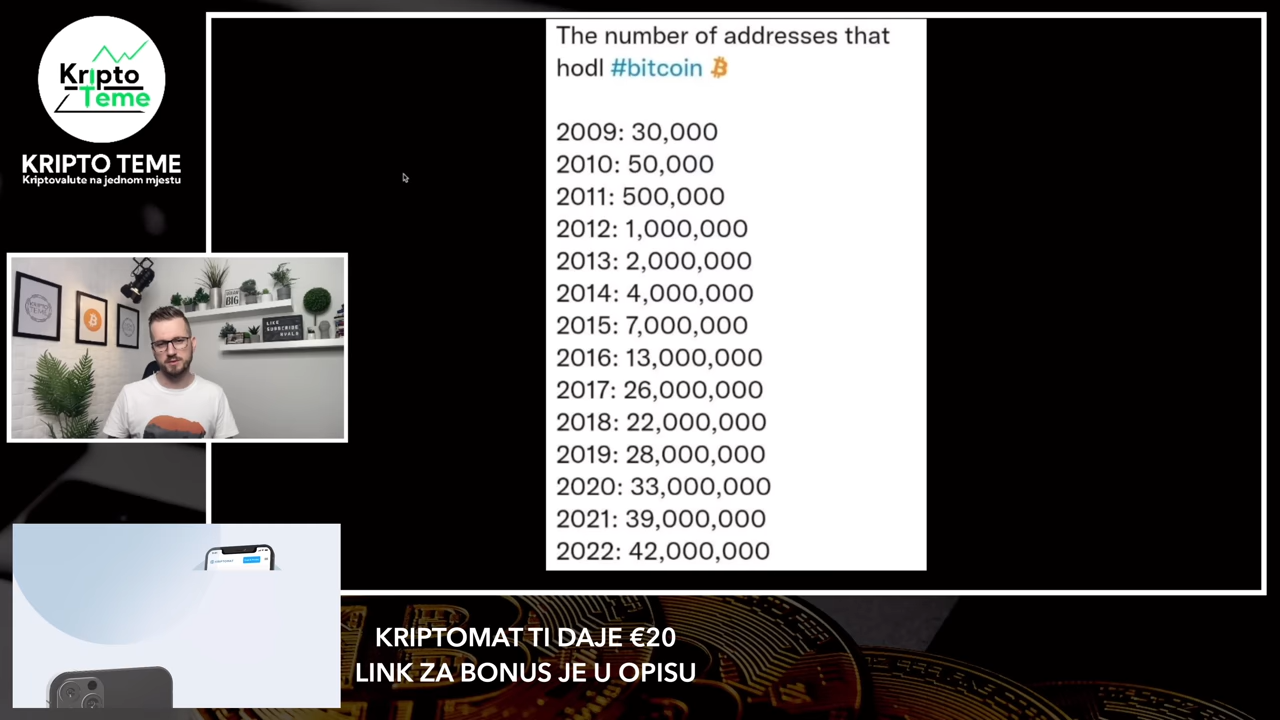 Kripto
Teme
KRIPTO TEME
Kriptovalute na jednom mjestu
The number of addresses that
hodl #bitcoin
2009: 30,000
2010: 50,000
2011: 500,000
2012: 1,000,000
2013: 2,000,000
2014: 4,000,000
2015: 7,000,000
2016: 13,000,000
2017: 26,000,000
2018: 22,000,000
2019: 28,000,000
2020: 33,000,000
2021: 39,000,000
2022: 42,000,000
BIG
LIKE
SUBSCRIBE
HVALA
KRIPTOMAT TI DAJE €20
LINK ZA BONUS JE U OPISU